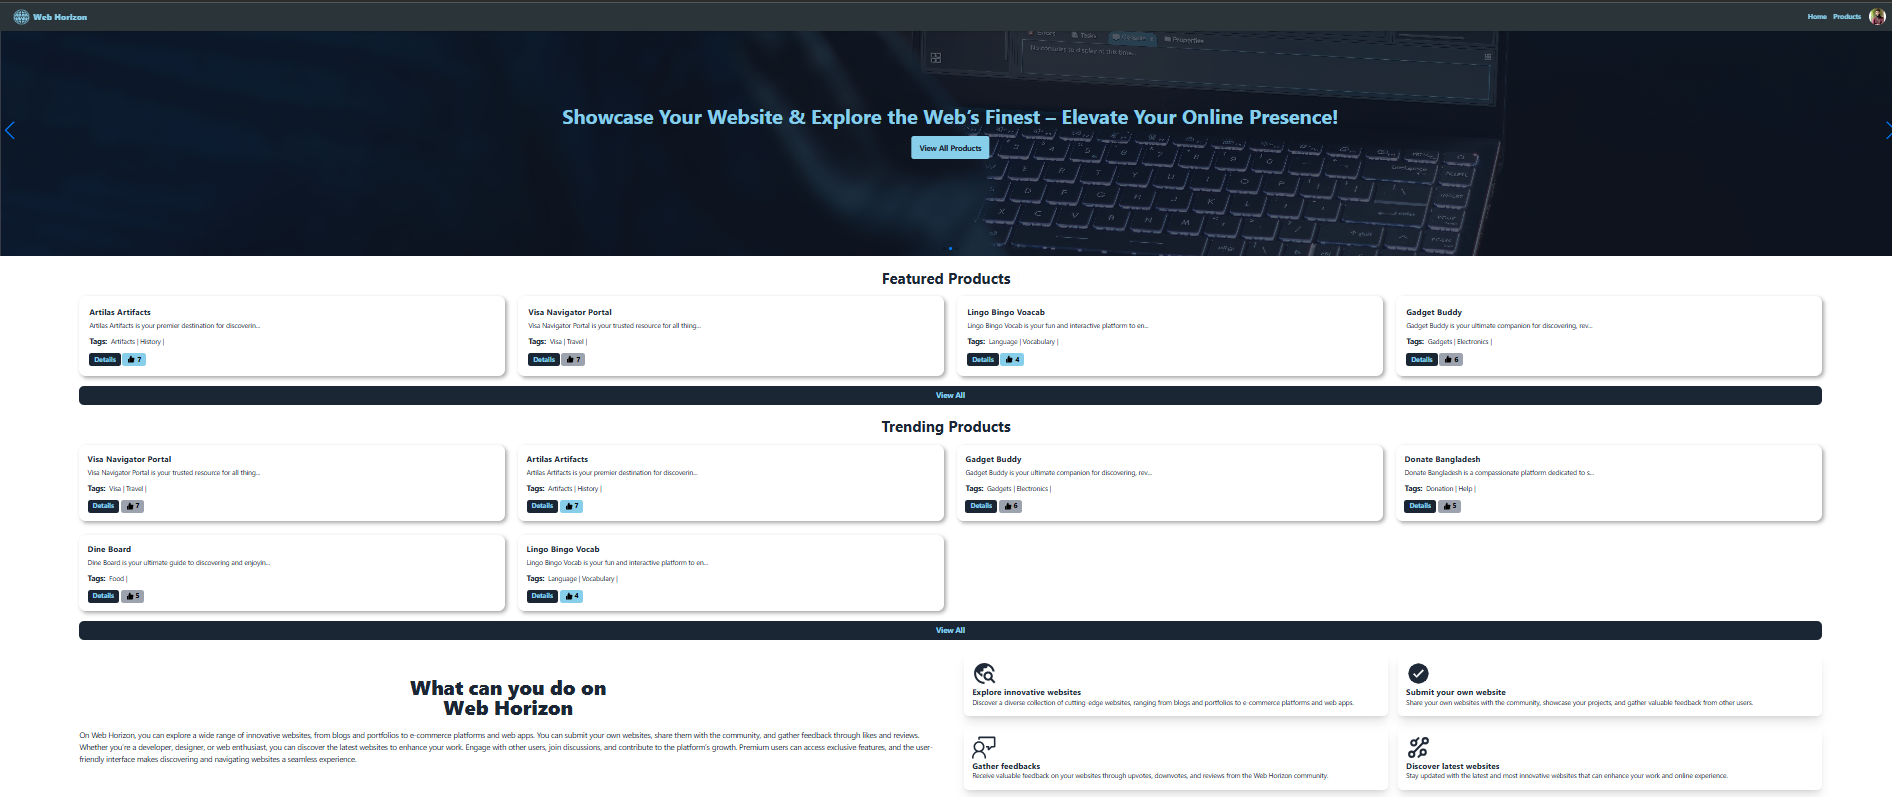 Web Horizon
Home Products
Errors Tasks Console Properties
No consoles to display at this time.
Showcase Your Website & Explore the Web's Finest – Elevate Your Online Presence!
View All Products
Featured Products
Artilas Artifacts
Artilas Artifacts is your premier destination for discoverin...
Tags: Artifacts | History |
Details 7
Visa Navigator Portal
Visa Navigator Portal is your trusted resource for all thing...
Tags: Visa | Travel |
Details 7
Lingo Bingo Voacab
Lingo Bingo Vocab is your fun and interactive platform to en...
Tags: Language | Vocabulary |
Details 4
Gadget Buddy
Gadget Buddy is your ultimate companion for discovering, rev...
Tags: Gadgets | Electronics |
Details 6
View All
Trending Products
Visa Navigator Portal
Visa Navigator Portal is your trusted resource for all thing...
Tags: Visa | Travel |
Details 7
Artilas Artifacts
Artilas Artifacts is your premier destination for discoverin...
Tags: Artifacts | History |
Details 7
Gadget Buddy
Gadget Buddy is your ultimate companion for discovering, rev...
Tags: Gadgets | Electronics |
Details 6
Donate Bangladesh
Donate Bangladesh is a compassionate platform dedicated to s...
Tags: Donation | Help |
Details 5
Dine Board
Dine Board is your ultimate guide to discovering and enjoyin...
Tags: Food |
Details 5
Lingo Bingo Vocab
Lingo Bingo Vocab is your fun and interactive platform to en...
Tags: Language | Vocabulary |
Details 4
View All
What can you do on
Web Horizon
On Web Horizon, you can explore a wide range of innovative websites, from blogs and portfolios to e-commerce platforms and web apps. You can submit your own websites, share them with the community, and gather feedback through likes and reviews.
Whether you're a developer, designer, or web enthusiast, you can discover the latest websites to enhance your work. Engage with other users, join discussions, and contribute to the platform's growth. Premium users can access exclusive features, and the user-
friendly interface makes discovering and navigating websites a seamless experience.
Explore innovative websites
Discover a diverse collection of cutting-edge websites, ranging from blogs and portfolios to e-commerce platforms and web apps.
Submit your own website
Share your own websites with the community, showcase your projects, and gather valuable feedback from other users.
Gather feedbacks
Receive valuable feedback on your websites through upvotes, downvotes, and reviews from the Web Horizon community.
Discover latest websites
Stay updated with the latest and most innovative websites that can enhance your work and online experience.